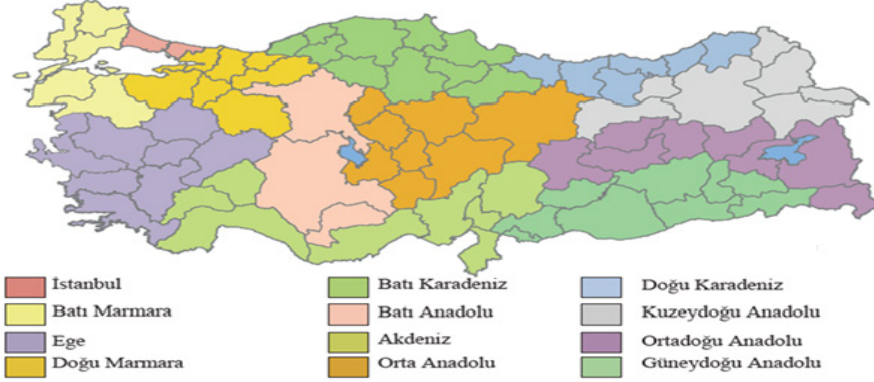 İstanbul
Batı Marmara
Ege
Doğu Marmara
Batı Karadeniz
Batı Anadolu
Akdeniz
Orta Anadolu
Doğu Karadeniz
Kuzeydoğu Anadolu
Ortadoğu Anadolu
Güneydoğu Anadolu